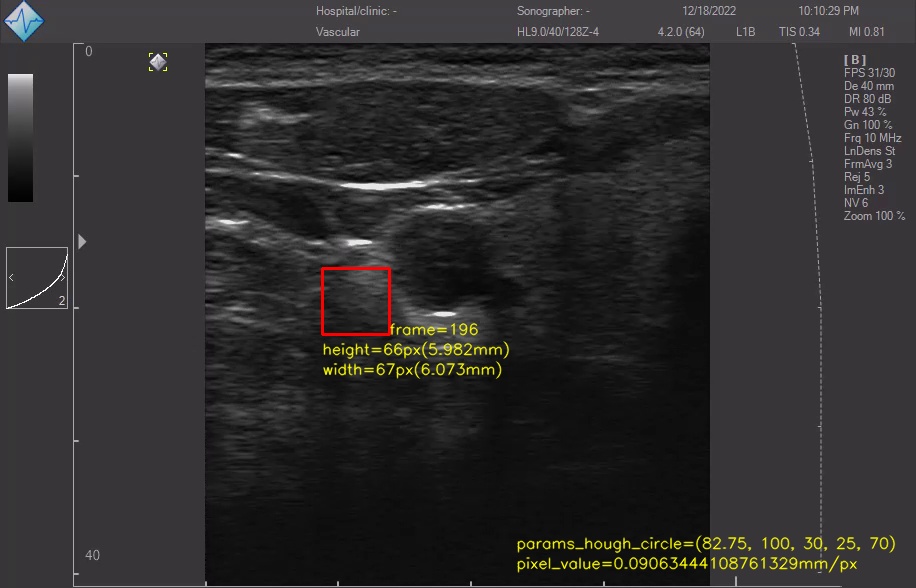 Hospital/clinic: - Sonographer: - 12/18/2022 10:10:29 PM
Vascular HL9.0/40/128Z-4 4.2.0 (64) L1B TIS 0.34 MI 0.81
0
[ B ]
FPS 31/30
De 40 mm
DR 80 dB
Pw 43 %
Gn 100 %
Frq 10 MHz
LnDens St
FrmAvg 3
Rej 5
ImEnh 3
NV 6
Zoom 100 %
2
frame=196
height=66px(5.982mm)
width=67px(6.073mm)
40
params_hough_circle=(82.75, 100, 30, 25, 70)
pixel_value=0.09063444108761329mm/px